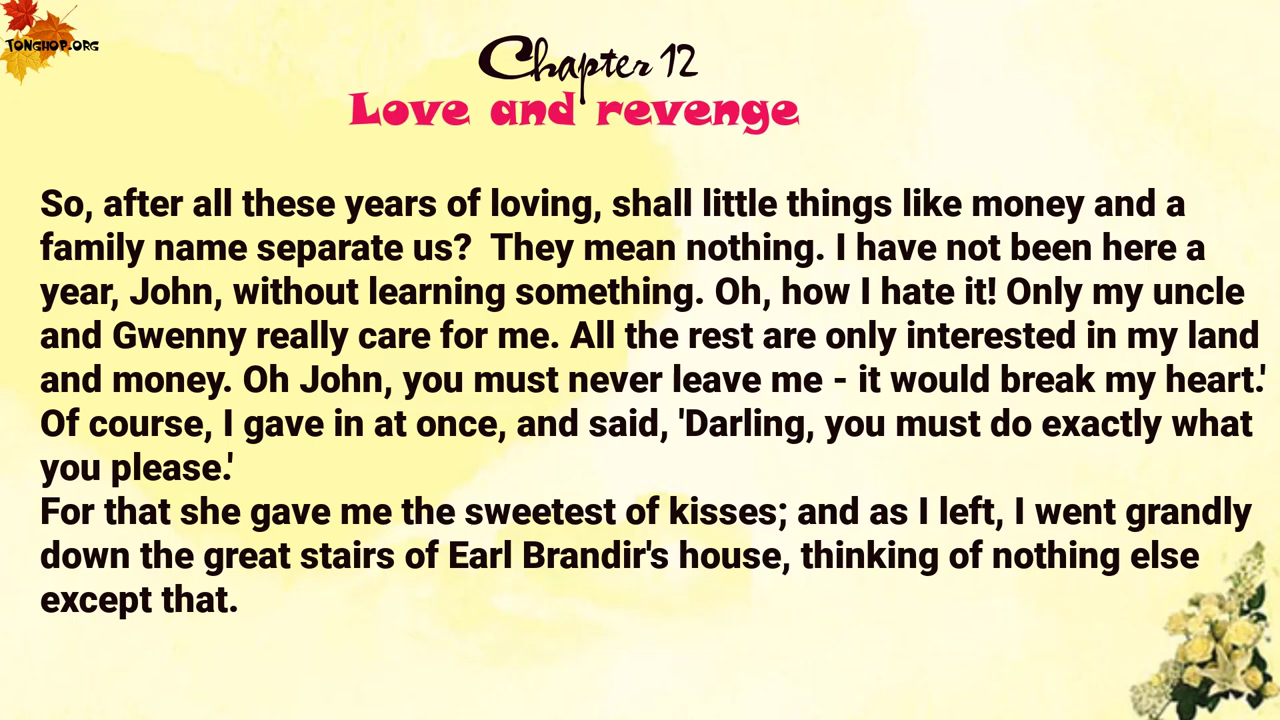 TONGHOP.ORG
Chapter 12
Love and revenge
So, after all these years of loving, shall little things like money and a
family name separate us?  They mean nothing. I have not been here a
year, John, without learning something. Oh, how I hate it! Only my uncle
and Gwenny really care for me. All the rest are only interested in my land
and money. Oh John, you must never leave me - it would break my heart.'
Of course, I gave in at once, and said, 'Darling, you must do exactly what
you please.'
For that she gave me the sweetest of kisses; and as I left, I went grandly
down the great stairs of Earl Brandir's house, thinking of nothing else
except that.